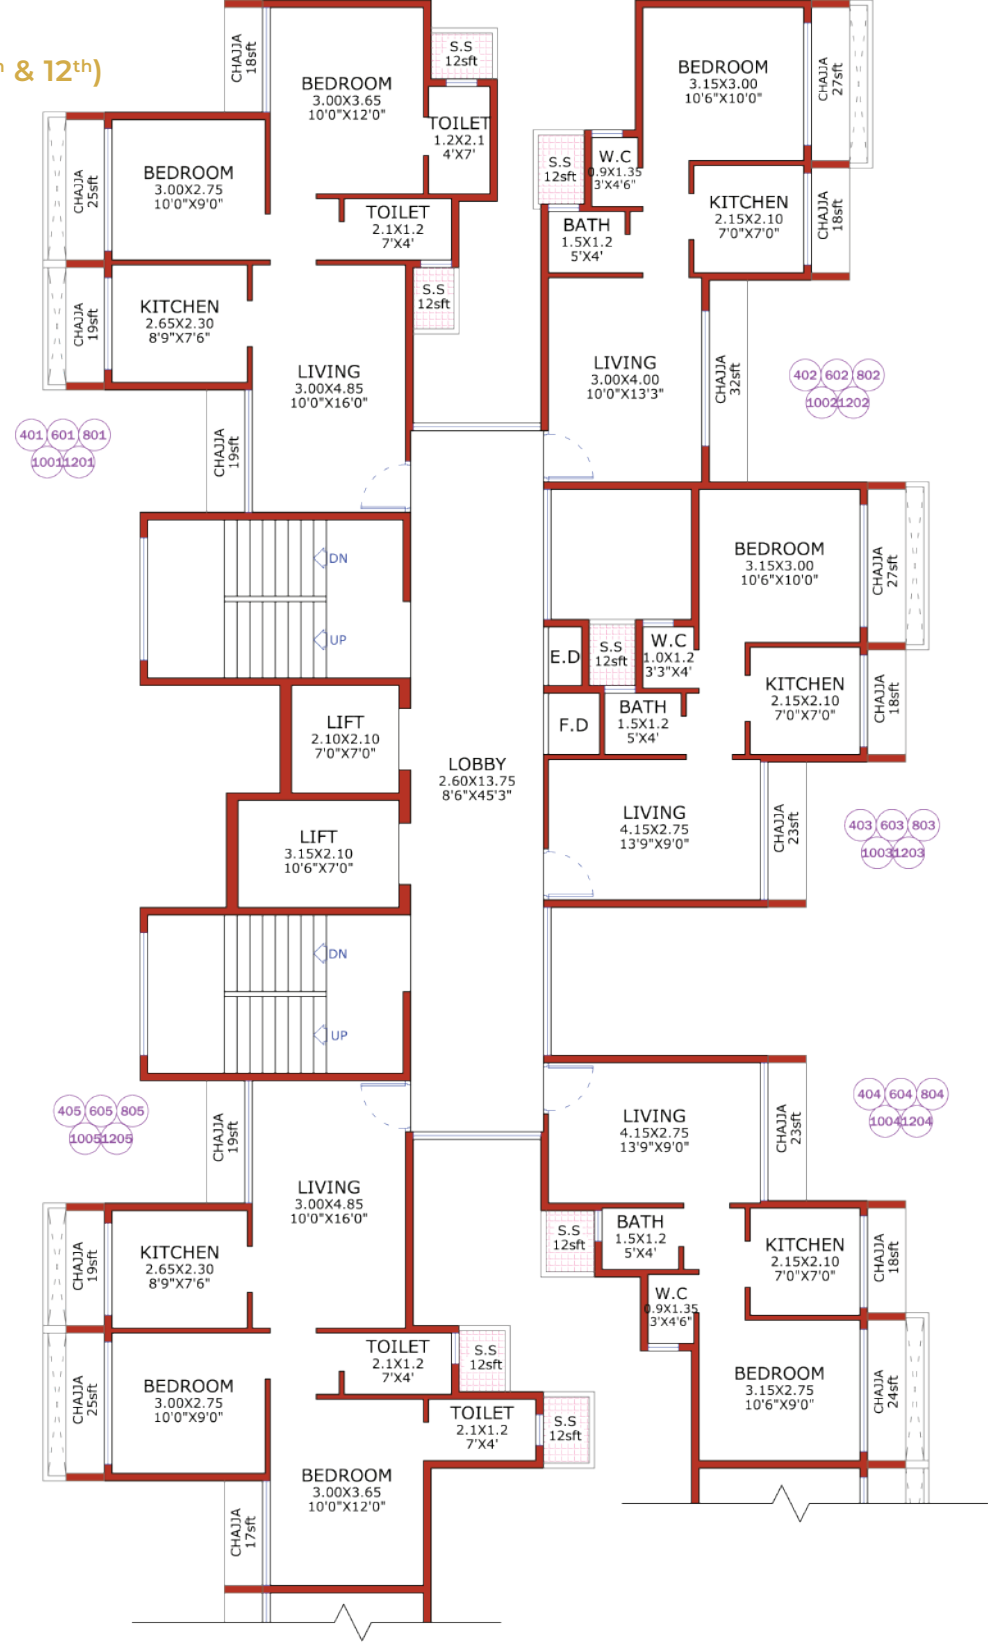 & 12th)
CHAJJA
18sft
BEDROOM
3.00X3.65
10'0"X12'0"
S.S
12sft
TOILET
1.2X2.1
4'X7'
CHAJJA
25sft
BEDROOM
3.00X2.75
10'0"X9'0"
TOILET
2.1X1.2
7'X4'
S.S
12sft
CHAJJA
19sft
KITCHEN
2.65X2.30
8'9"X7'6"
LIVING
3.00X4.85
10'0"X16'0"
CHAJJA
19sft
401 601 801
1001 1201
BEDROOM
3.15X3.00
10'6"X10'0"
CHAJJA
27sft
S.S
12sft
W.C
0.9X1.35
3'X4'6"
KITCHEN
2.15X2.10
7'0"X7'0"
CHAJJA
18sft
BATH
1.5X1.2
5'X4'
LIVING
3.00X4.00
10'0"X13'3"
CHAJJA
32sft
402 602 802
1002 1202
DN
UP
BEDROOM
3.15X3.00
10'6"X10'0"
CHAJJA
27sft
E.D
S.S
12sft
W.C
1.0X1.2
3'3"X4'
KITCHEN
2.15X2.10
7'0"X7'0"
CHAJJA
18sft
F.D
BATH
1.5X1.2
5'X4'
LIFT
2.10X2.10
7'0"X7'0"
LOBBY
2.60X13.75
8'6"X45'3"
LIVING
4.15X2.75
13'9"X9'0"
CHAJJA
23sft
403 603 803
1003 1203
LIFT
3.15X2.10
10'6"X7'0"
DN
UP
405 605 805
1005 1205
CHAJJA
19sft
LIVING
4.15X2.75
13'9"X9'0"
CHAJJA
23sft
404 604 804
1004 1204
LIVING
3.00X4.85
10'0"X16'0"
CHAJJA
19sft
KITCHEN
2.65X2.30
8'9"X7'6"
S.S
12sft
BATH
1.5X1.2
5'X4'
KITCHEN
2.15X2.10
7'0"X7'0"
CHAJJA
18sft
W.C
0.9X1.35
3'X4'6"
CHAJJA
25sft
BEDROOM
3.00X2.75
10'0"X9'0"
TOILET
2.1X1.2
7'X4'
S.S
12sft
BEDROOM
3.15X2.75
10'6"X9'0"
CHAJJA
24sft
TOILET
2.1X1.2
7'X4'
S.S
12sft
BEDROOM
3.00X3.65
10'0"X12'0"
CHAJJA
17sft